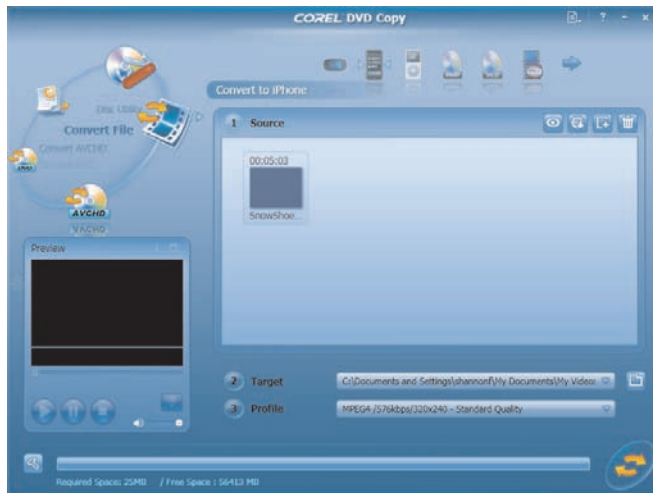 COREL DVD Copy
Convert to iPhone
Disc Utility
Convert File
Convert AVCHD
AVCHD
Preview
1 Source
00:05:03
SnowShoe...
2 Target
C:\Documents and Settings\shannonf\My Documents\My Videos
3 Profile
MPEG4 /576kbps/320x240 - Standard Quality
Required Space: 25MB / Free Space : 56413 MB